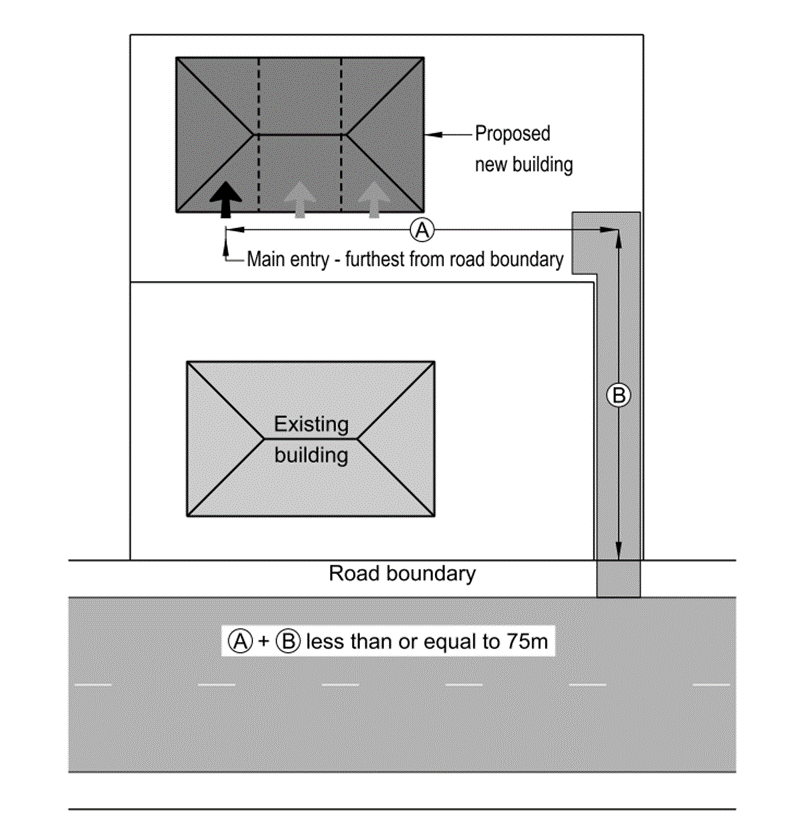 Proposed
new building
A
Main entry - furthest from road boundary
B
Existing
building
Road boundary
A + B less than or equal to 75m